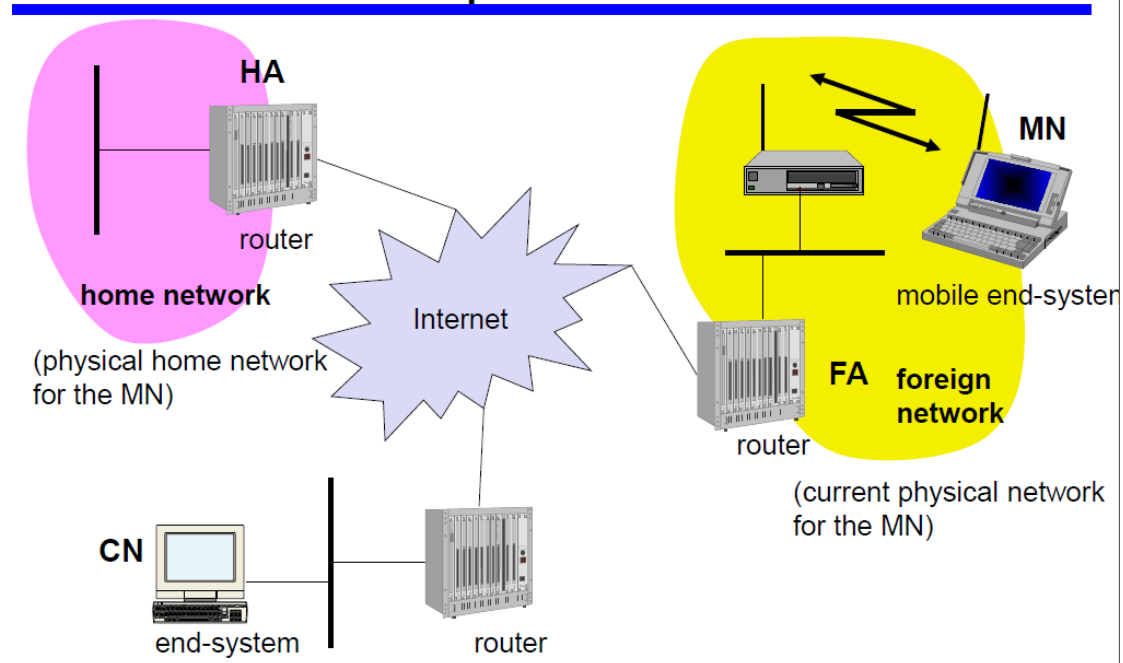 HA
MN
router
home network
mobile end-system
Internet
(physical home network
for the MN)
FA
foreign
network
router
(current physical network
for the MN)
CN
end-system
router